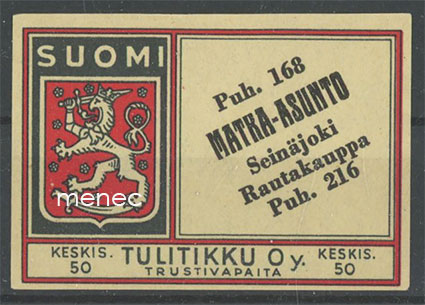 SUOMI
menec
Puh. 168
MATKA-ASUNTO
Seinäjoki
Rautakauppa
Puh. 216
KESKIS.
50
TULITIKKU Oy.
TRUSTIVAPAITA
KESKIS.
50